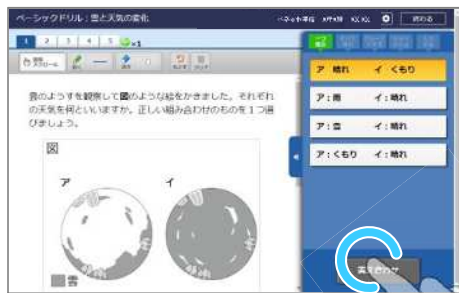 ベーシックドリル：雲と天気の変化
終わる
1 2 3 4 5 ×1
雲のようすを観察して図のような絵をかきました。それぞれ
の天気を何といいますか。正しい組み合わせのものを1つ選
びましょう。
図
ア
イ
雲
ア 晴れ イ くもり
ア：雨 イ：晴れ
ア：雪 イ：晴れ
ア：くもり イ：晴れ
答え合わせ